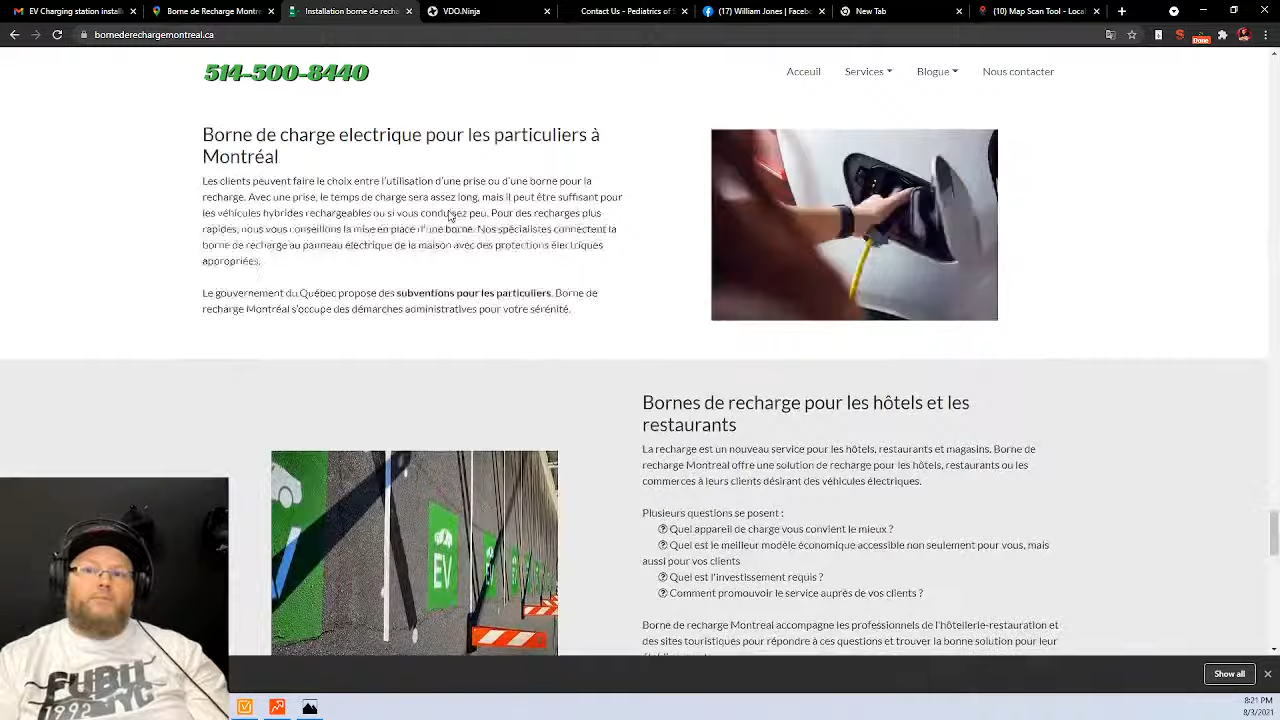 EV Charging station install
Borne de Recharge Montre
Installation borne de recha
VDO.Ninja
Contact Us - Pediatrics of S
(17) William Jones | Faceb
New Tab
(10) Map Scan Tool - Local
bornederechargemontreal.ca
Done
514-500-8440
Acceuil Services Blogue Nous contacter
Borne de charge electrique pour les particuliers à
Montréal
Les clients peuvent faire le choix entre l'utilisation d'une prise ou d'une borne pour la
recharge. Avec une prise, le temps de charge sera assez long, mais il peut être suffisant pour
les véhicules hybrides rechargeables ou si vous conduisez peu. Pour des recharges plus
rapides, nous vous conseillons la mise en place d'une borne. Nos spécialistes connectent la
borne de recharge au panneau électrique de la maison avec des protections électriques
appropriées.
Le gouvernement du Québec propose des subventions pour les particuliers. Borne de
recharge Montréal s'occupe des démarches administratives pour votre sérénité.
Bornes de recharge pour les hôtels et les
restaurants
La recharge est un nouveau service pour les hôtels, restaurants et magasins. Borne de
recharge Montreal offre une solution de recharge pour les hôtels, restaurants ou les
commerces à leurs clients désirant des véhicules électriques.
Plusieurs questions se posent :
Quel appareil de charge vous convient le mieux ?
Quel est le meilleur modèle économique accessible non seulement pour vous, mais
aussi pour vos clients
Quel est l'investissement requis ?
Comment promouvoir le service auprès de vos clients ?
Borne de recharge Montreal accompagne les professionnels de l'hôtellerie-restauration et
des sites touristiques pour répondre à ces questions et trouver la bonne solution pour leur
EV
EV
FUBU
NYC
1992
Show all
8:21 PM
8/3/2021